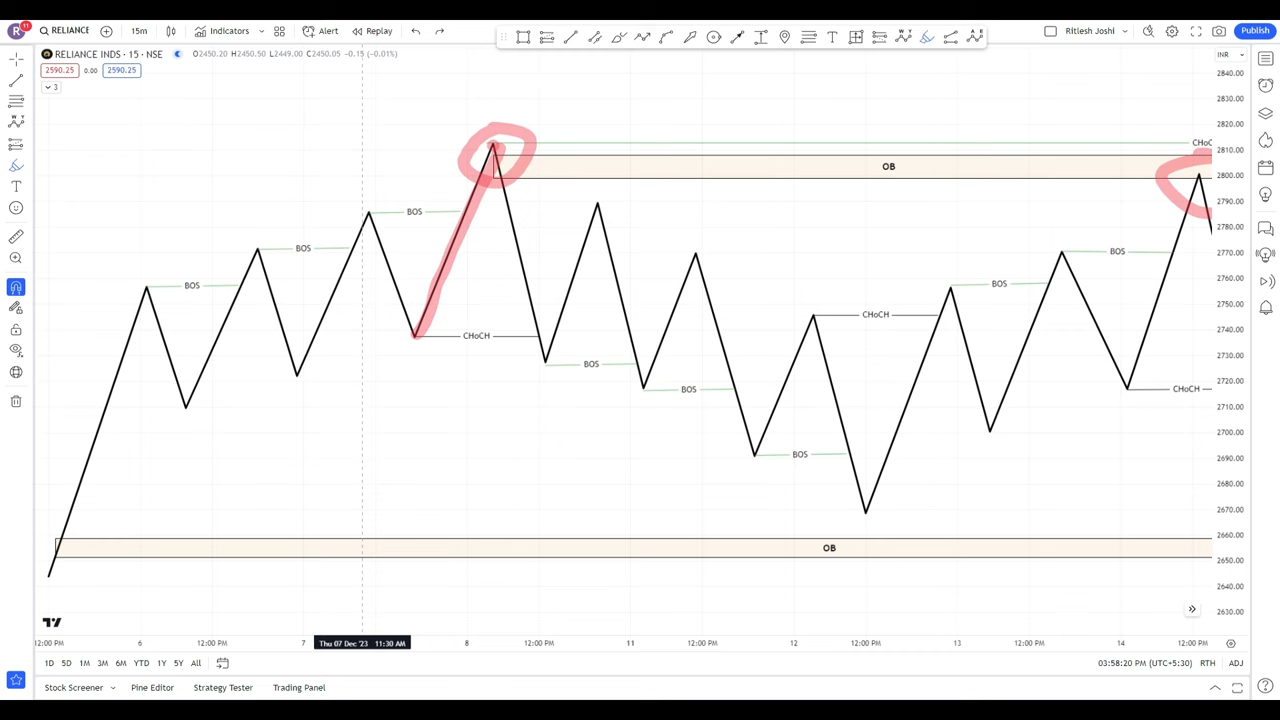 R 11 RELIANCE 15m Indicators Alert Replay Ritlesh Joshi Publish
RELIANCE INDS · 15 · NSE O2450.20 H2450.50 L2449.00 C2450.05 -0.15 (-0.01%) INR
2590.25 0.00 2590.25
3
2840.00
2830.00
2820.00
2810.00
2800.00
2790.00
2780.00
2770.00
2760.00
2750.00
2740.00
2730.00
2720.00
2710.00
2700.00
2690.00
2680.00
2670.00
2660.00
2650.00
2640.00
2630.00
CHoC
OB
BOS
BOS
BOS
BOS
BOS
BOS
CHoCH
CHoCH
BOS
BOS
CHoCH
BOS
OB
12:00 PM 6 12:00 PM 7 Thu 07 Dec '23 11:30 AM 8 12:00 PM 11 12:00 PM 12 12:00 PM 13 12:00 PM 14 12:00 PM
1D 5D 1M 3M 6M YTD 1Y 5Y All 03:58:20 PM (UTC+5:30) RTH ADJ
Stock Screener Pine Editor Strategy Tester Trading Panel